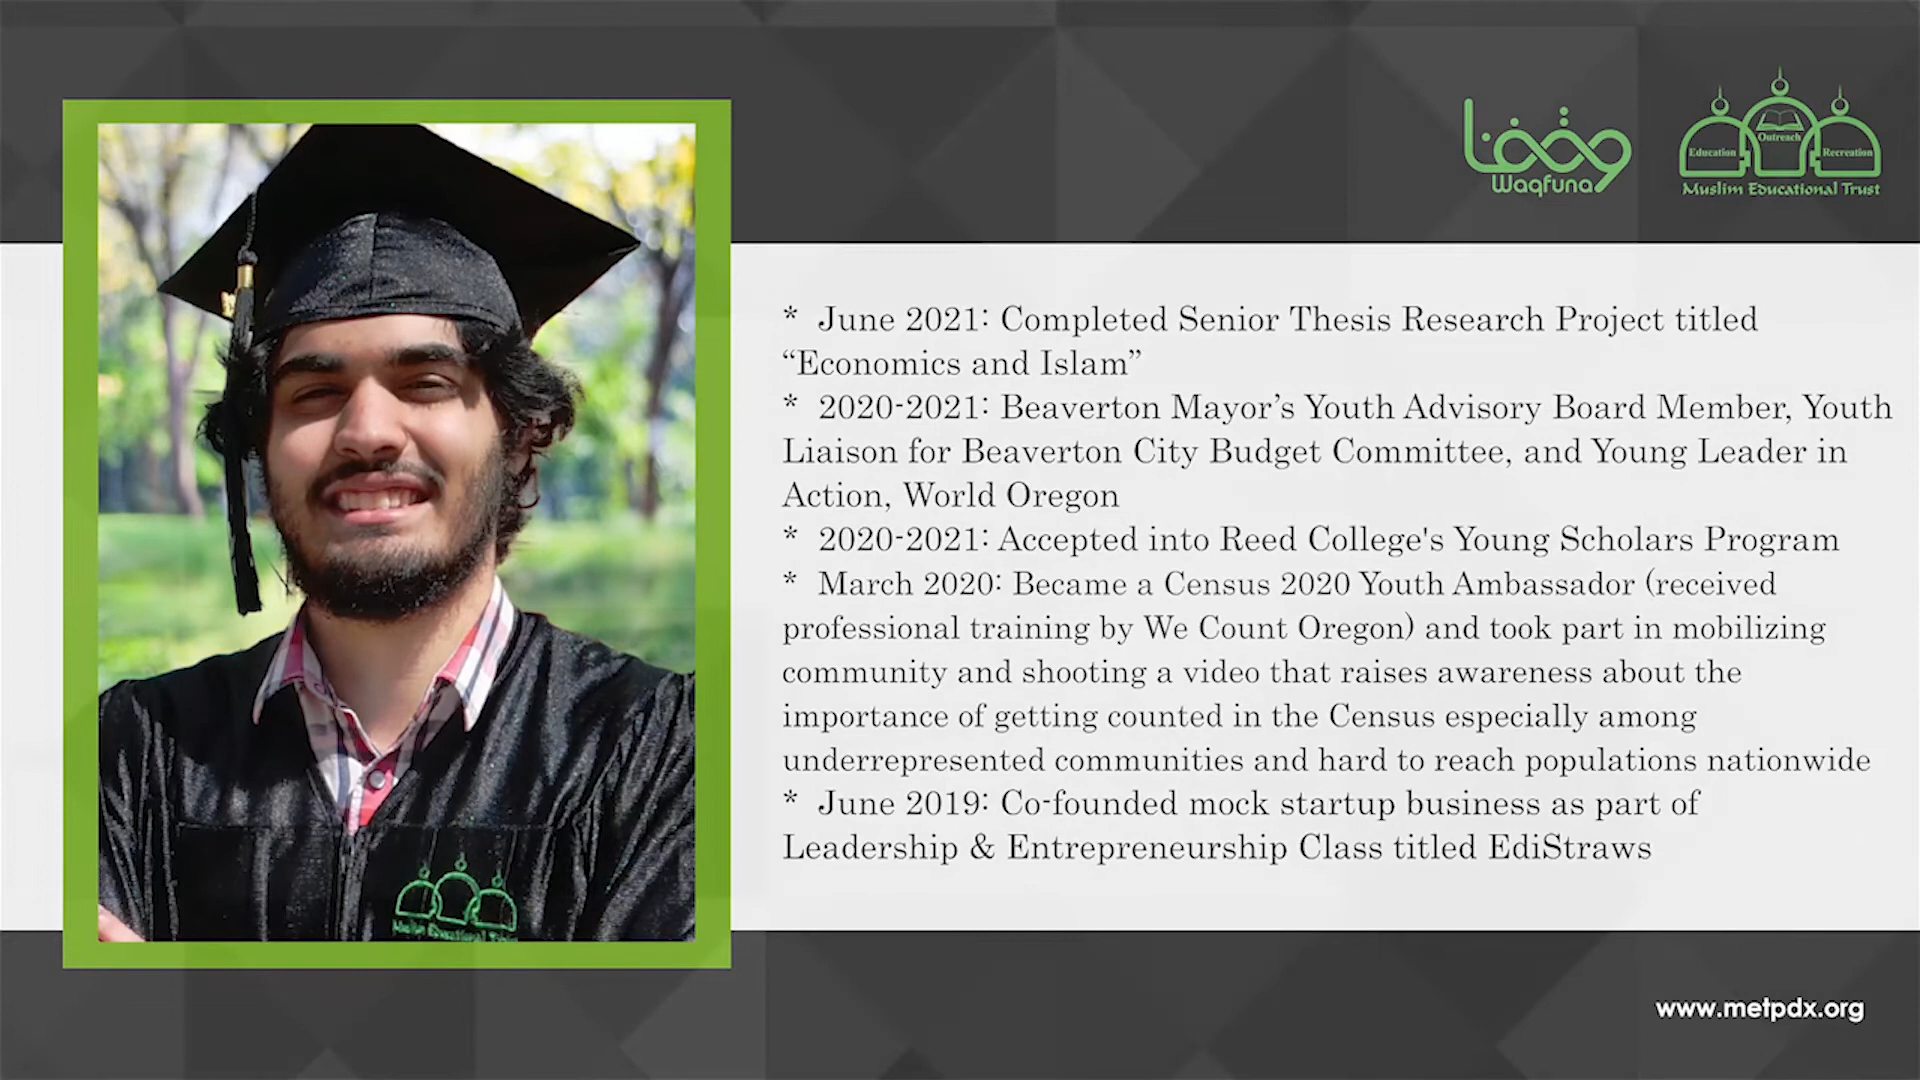 وقفنا
Waqfuna
Outreach
Education
Recreation
Muslim Educational Trust
* June 2021: Completed Senior Thesis Research Project titled
“Economics and Islam”
* 2020-2021: Beaverton Mayor’s Youth Advisory Board Member, Youth
Liaison for Beaverton City Budget Committee, and Young Leader in
Action, World Oregon
* 2020-2021: Accepted into Reed College's Young Scholars Program
* March 2020: Became a Census 2020 Youth Ambassador (received
professional training by We Count Oregon) and took part in mobilizing
community and shooting a video that raises awareness about the
importance of getting counted in the Census especially among
underrepresented communities and hard to reach populations nationwide
* June 2019: Co-founded mock startup business as part of
Leadership & Entrepreneurship Class titled EdiStraws
Muslim Educational Trust
www.metpdx.org